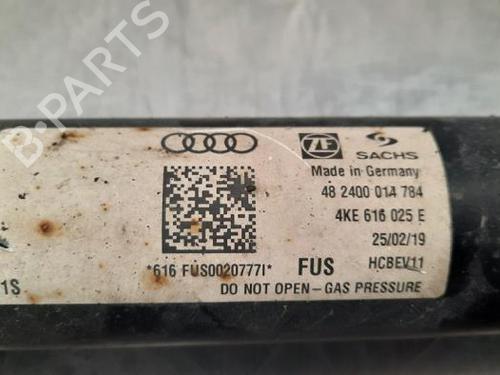 B-PARTS
ZF
SACHS
Made in Germany
48 2400 014 784
4KE 616 025 E
25/02/19
*616 FUS0020777I*
FUS
HCBEV11
1S
DO NOT OPEN-GAS PRESSURE